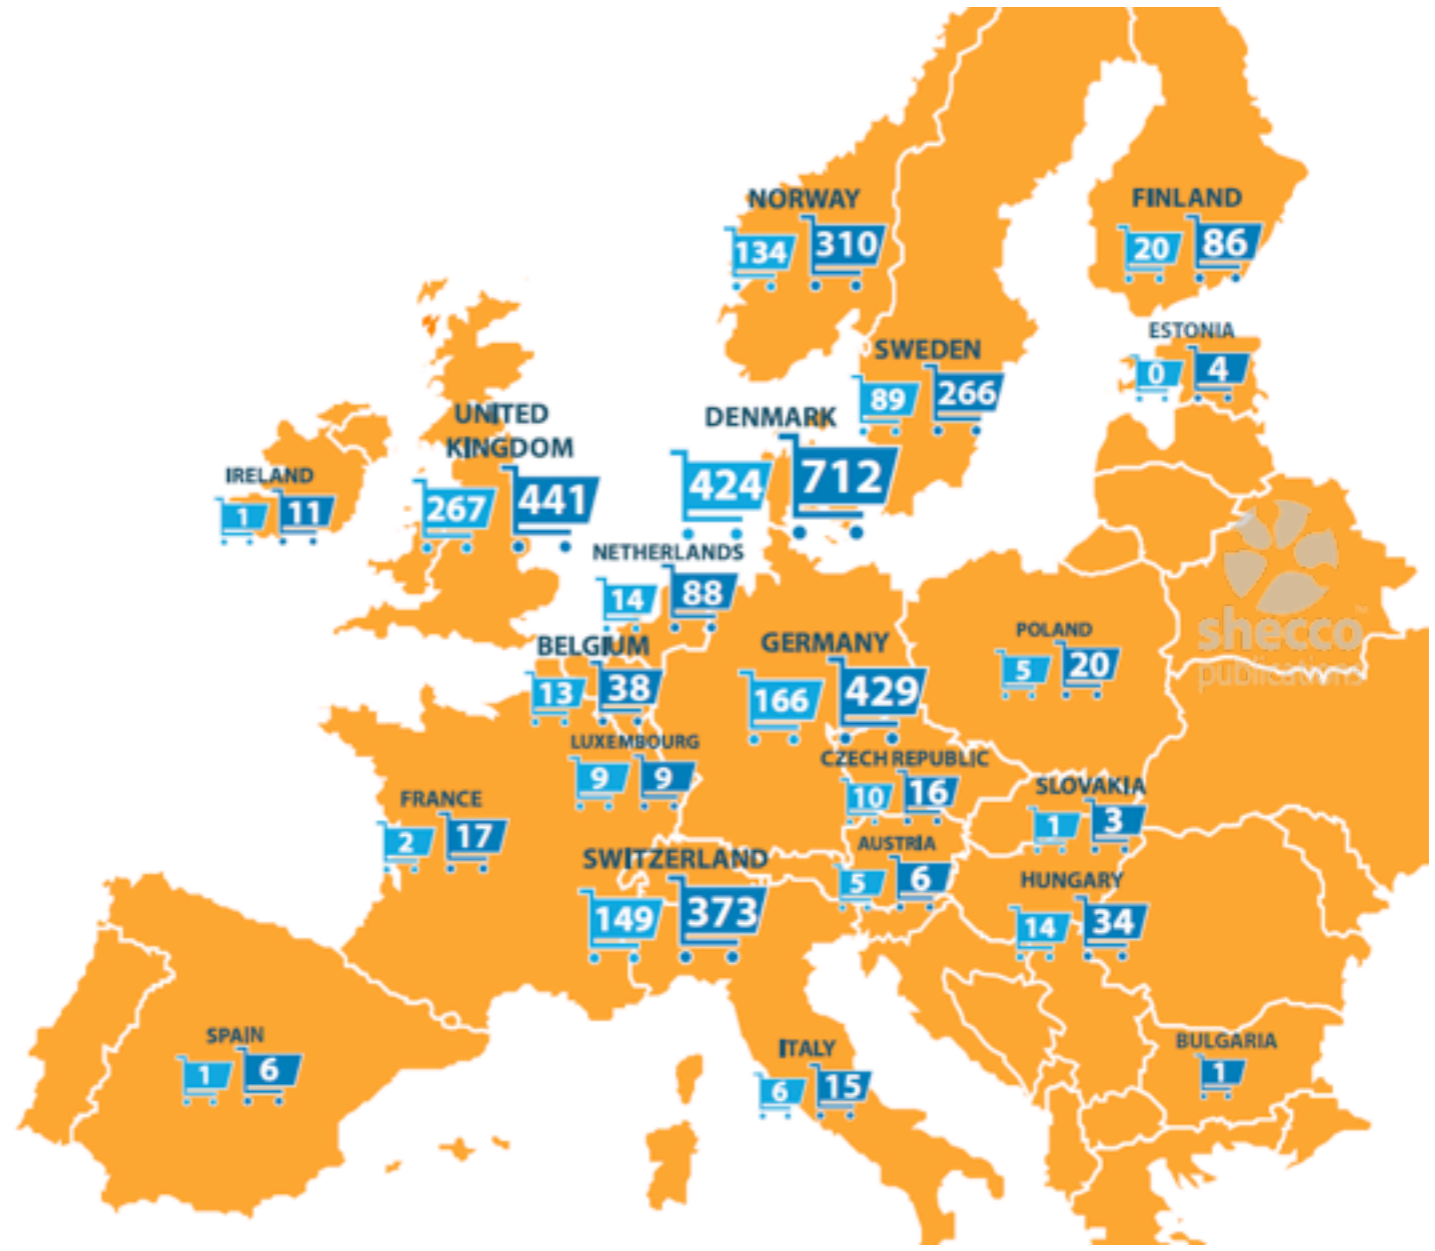 NORWAY
134 310
FINLAND
20 86
ESTONIA
0 4
SWEDEN
89 266
DENMARK
424 712
UNITED
KINGDOM
267 441
IRELAND
1 11
NETHERLANDS
14 88
BELGIUM
13 38
GERMANY
166 429
POLAND
5 20
shecco
publications
LUXEMBOURG
9 9
CZECH REPUBLIC
10 16
SLOVAKIA
1 3
FRANCE
2 17
AUSTRIA
5 6
SWITZERLAND
149 373
HUNGARY
14 34
SPAIN
1 6
ITALY
6 15
BULGARIA
1